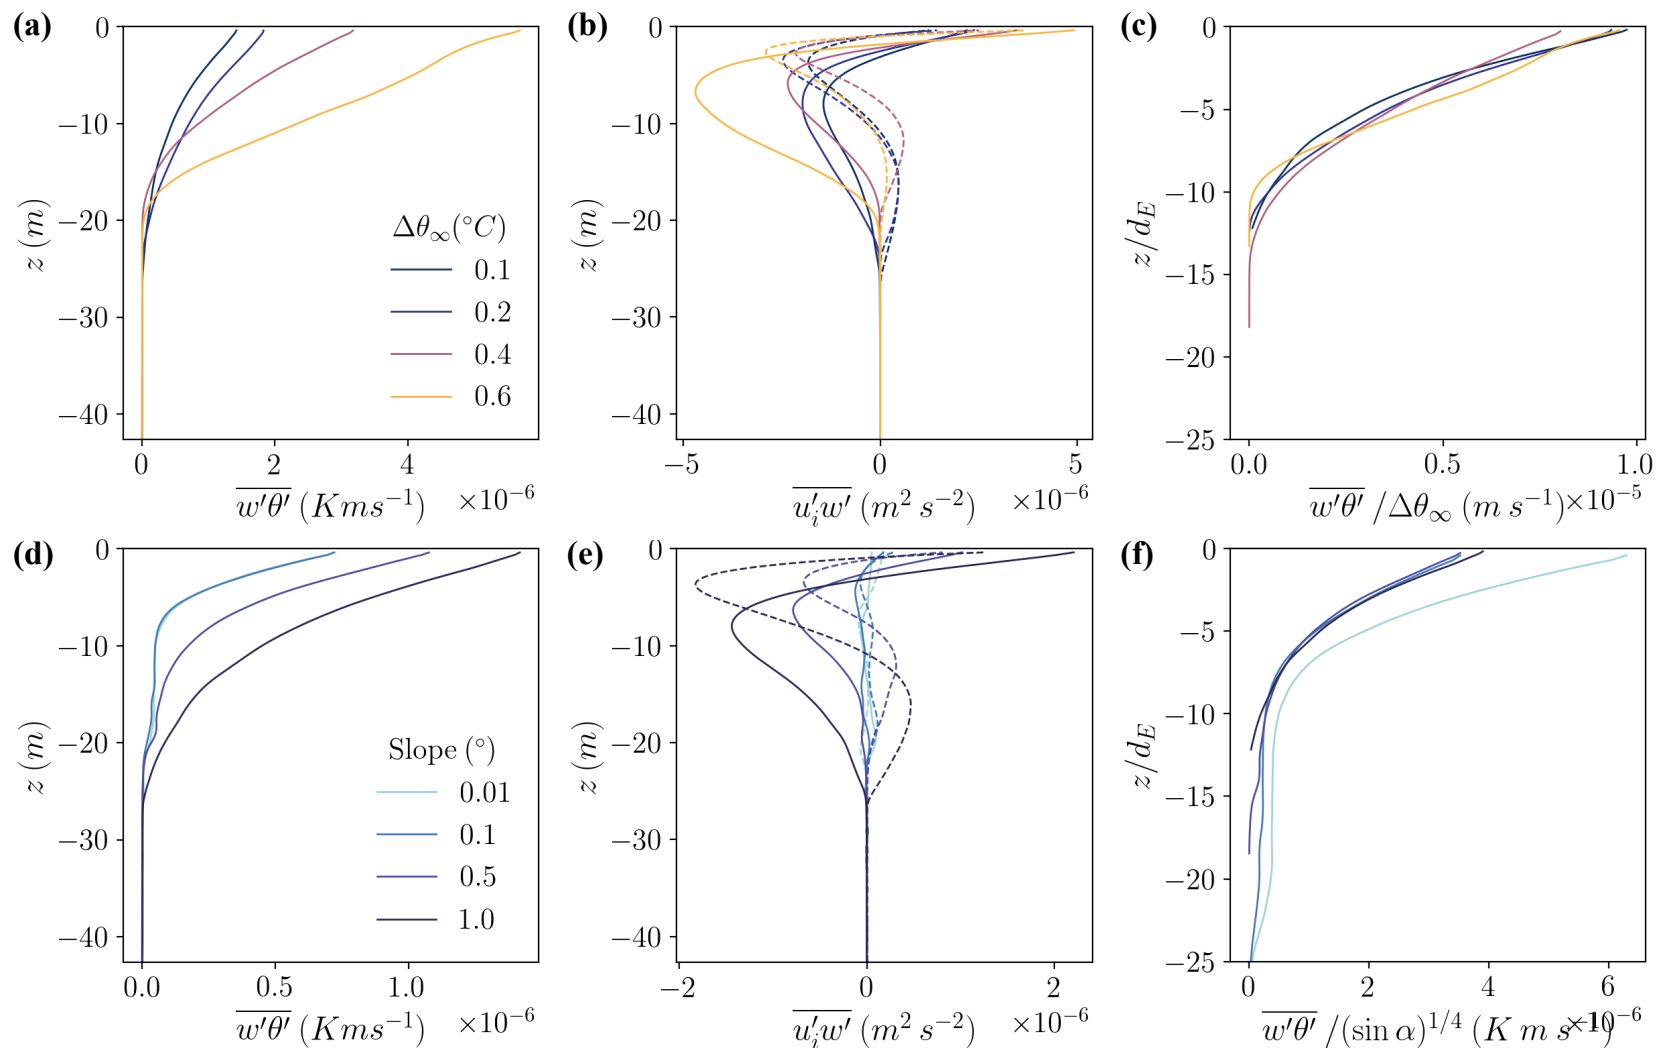 (a) (b) (c)
0
−10
−20
−30
−40
z (m)
Δθ∞(°C)
0.1
0.2
0.4
0.6
0 2 4
w′θ′ (Kms⁻¹) ×10⁻⁶
0
−10
−20
−30
−40
z (m)
−5 0 5
u′ᵢw′ (m² s⁻²) ×10⁻⁶
0
−5
−10
−15
−20
−25
z/d_E
0.0 0.5 1.0
w′θ′ /Δθ∞ (m s⁻¹) ×10⁻⁵
(d) (e) (f)
0
−10
−20
−30
−40
z (m)
Slope (°)
0.01
0.1
0.5
1.0
0.0 0.5 1.0
w′θ′ (Kms⁻¹) ×10⁻⁶
0
−10
−20
−30
−40
z (m)
−2 0 2
u′ᵢw′ (m² s⁻²) ×10⁻⁶
0
−5
−10
−15
−20
−25
z/d_E
0 2 4 6
w′θ′ /(sin α)^{1/4} (K m s⁻¹) ×10⁻⁶